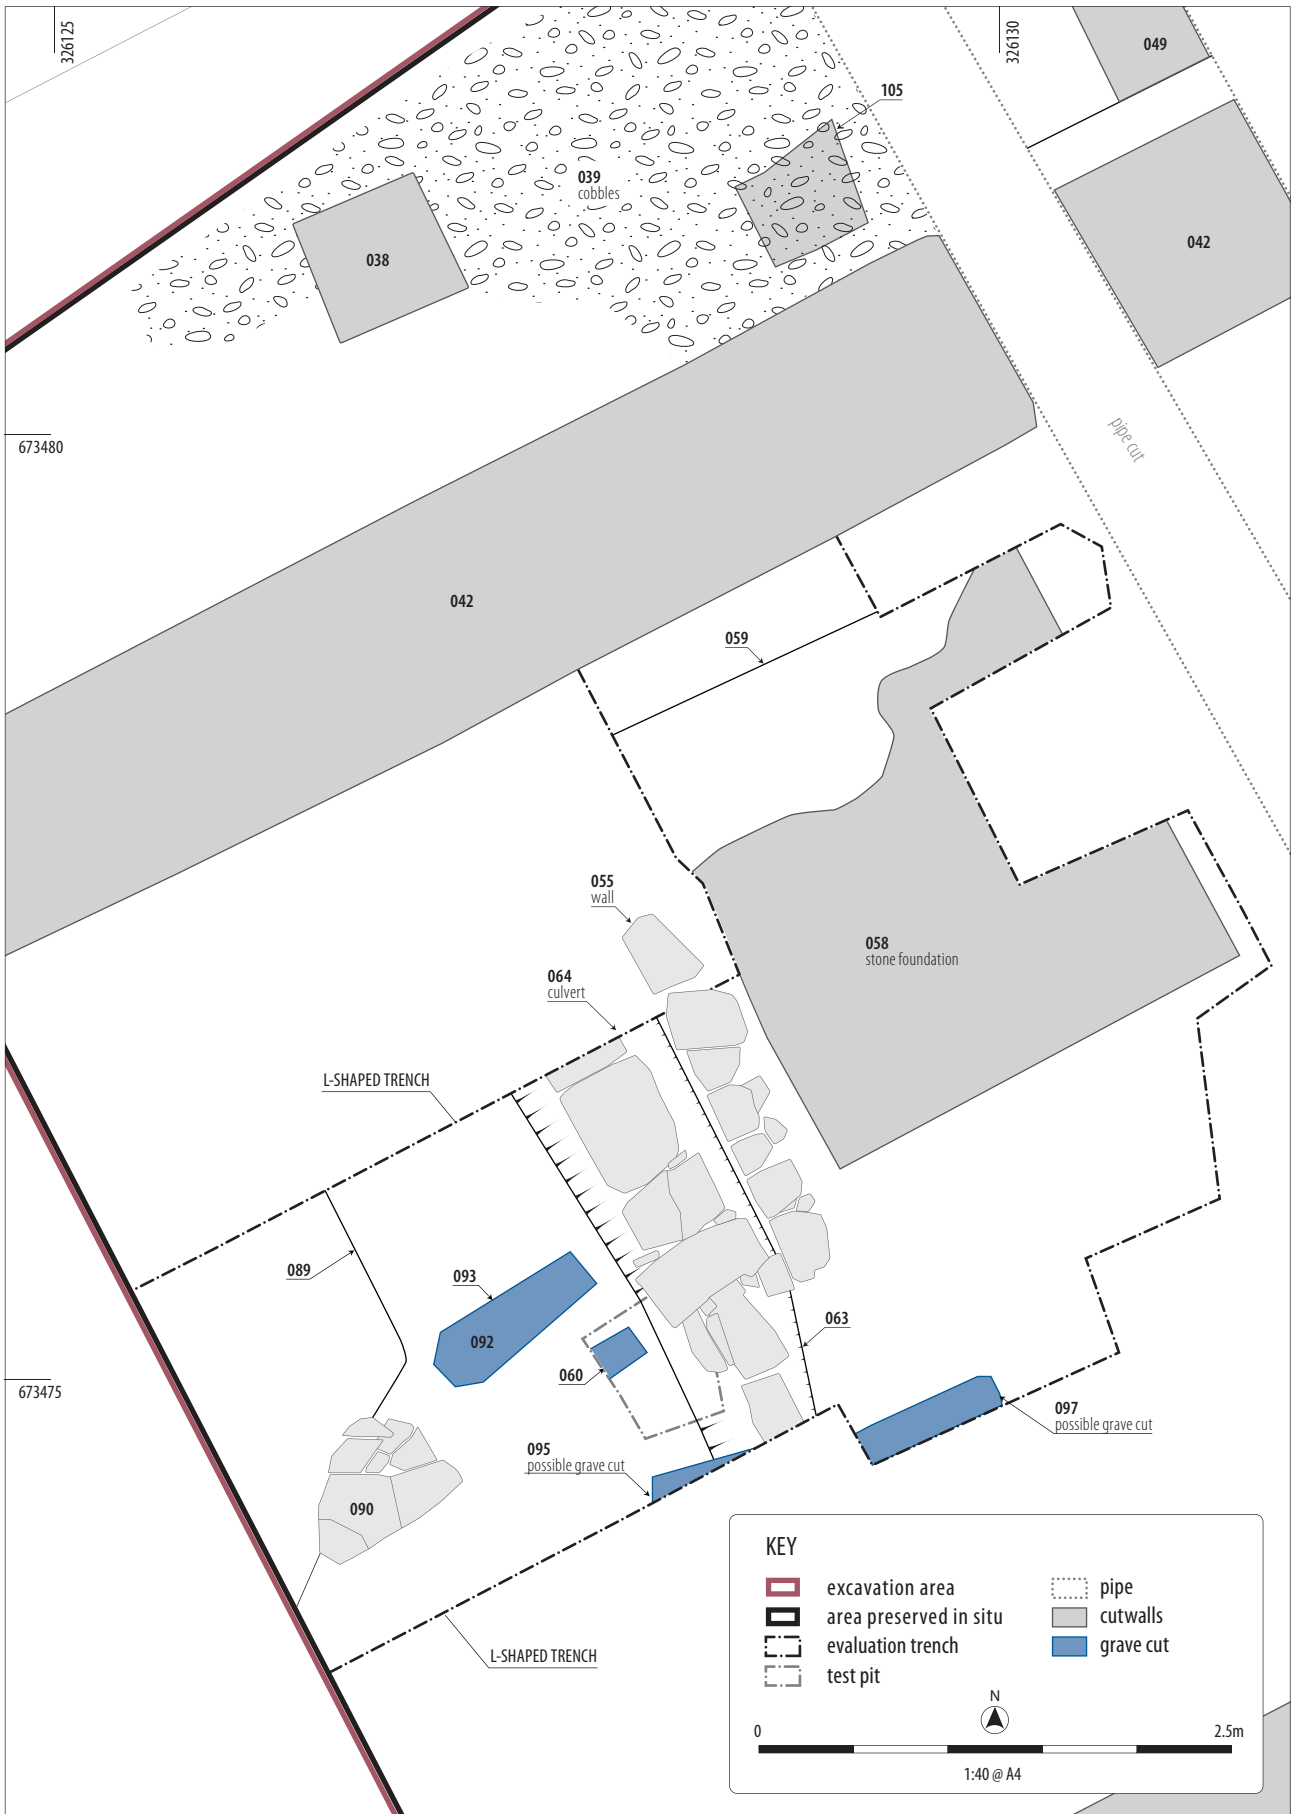 326125
326130
049
105
039
cobbles
038
042
673480
pipe cut
042
059
055
wall
058
stone foundation
064
culvert
L-SHAPED TRENCH
089
093
092
063
060
673475
097
possible grave cut
095
possible grave cut
090
L-SHAPED TRENCH
KEY
excavation area
area preserved in situ
evaluation trench
test pit
pipe
cutwalls
grave cut
N
0
2.5m
1:40 @ A4